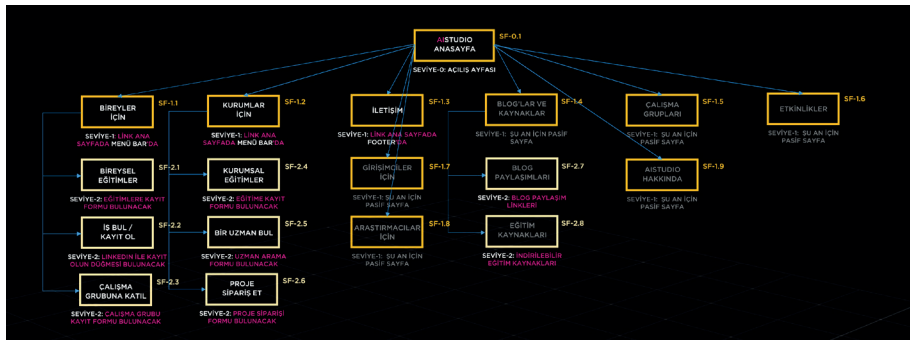 AISTUDIO
ANASAYFA
SF-0.1
SEVİYE-0: AÇILIŞ AYFASI
BİREYLER
İÇİN
SF-1.1
SEVİYE-1: LİNK ANA
SAYFADA MENÜ BAR'DA
KURUMLAR
İÇİN
SF-1.2
SEVİYE-1: LİNK ANA
SAYFADA MENÜ BAR'DA
İLETİŞİM
SF-1.3
SEVİYE-1: LİNK ANA SAYFADA
FOOTER'DA
BLOG'LAR VE
KAYNAKLAR
SF-1.4
SEVİYE-1: ŞU AN İÇİN PASİF
SAYFA
ÇALIŞMA
GRUPLARI
SF-1.5
SEVİYE-1: ŞU AN İÇİN
PASİF SAYFA
ETKİNLİKLER
SF-1.6
SEVİYE-1: ŞU AN İÇİN
PASİF SAYFA
BİREYSEL
EĞİTİMLER
SF-2.1
SEVİYE-2: EĞİTİMLERE KAYIT
FORMU BULUNACAK
KURUMSAL
EĞİTİMLER
SF-2.4
SEVİYE-2: EĞİTİME KAYIT
FORMU BULUNACAK
GİRİŞİMCİLER
İÇİN
SF-1.7
SEVİYE-1: ŞU AN İÇİN
PASİF SAYFA
BLOG
PAYLAŞIMLARI
SF-2.7
SEVİYE-2: BLOG PAYLAŞIM
LİNKLERİ
AISTUDIO
HAKKINDA
SF-1.9
SEVİYE-1: ŞU AN İÇİN
PASİF SAYFA
İŞ BUL /
KAYIT OL
SF-2.2
SEVİYE-2: LINKEDIN İLE KAYIT
OLUN DÜĞMESİ BULUNACAK
BİR UZMAN BUL
SF-2.5
SEVİYE-2: UZMAN ARAMA
FORMU BULUNACAK
ARAŞTIRMACILAR
İÇİN
SF-1.8
SEVİYE-1: ŞU AN İÇİN
PASİF SAYFA
EĞİTİM
KAYNAKLARI
SF-2.8
SEVİYE-2: İNDİRİLEBİLİR
EĞİTİM KAYNAKLARI
ÇALIŞMA
GRUBUNA KATIL
SF-2.3
SEVİYE-2: ÇALIŞMA GRUBU
KAYIT FORMU BULUNACAK
PROJE
SİPARİŞ ET
SF-2.6
SEVİYE-2: PROJE SİPARİŞİ
FORMU BULUNACAK